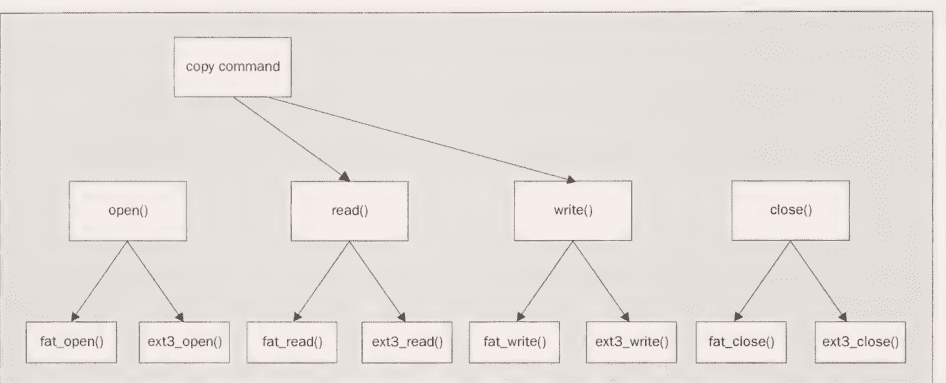 copy command
open()
read()
write()
close()
fat_open()
ext3_open()
fat_read()
ext3_read()
fat_write()
ext3_write()
fat_close()
ext3_close()